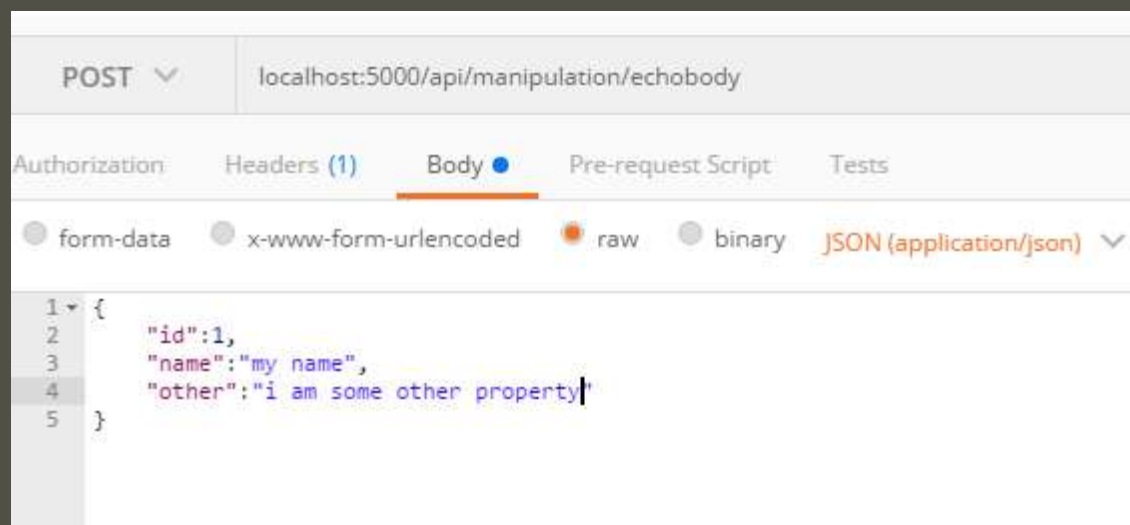 POST localhost:5000/api/manipulation/echobody
Authorization Headers (1) Body Pre-request Script Tests
form-data x-www-form-urlencoded raw binary JSON (application/json)
1 {
2 "id":1,
3 "name":"my name",
4 "other":"i am some other property"
5 }